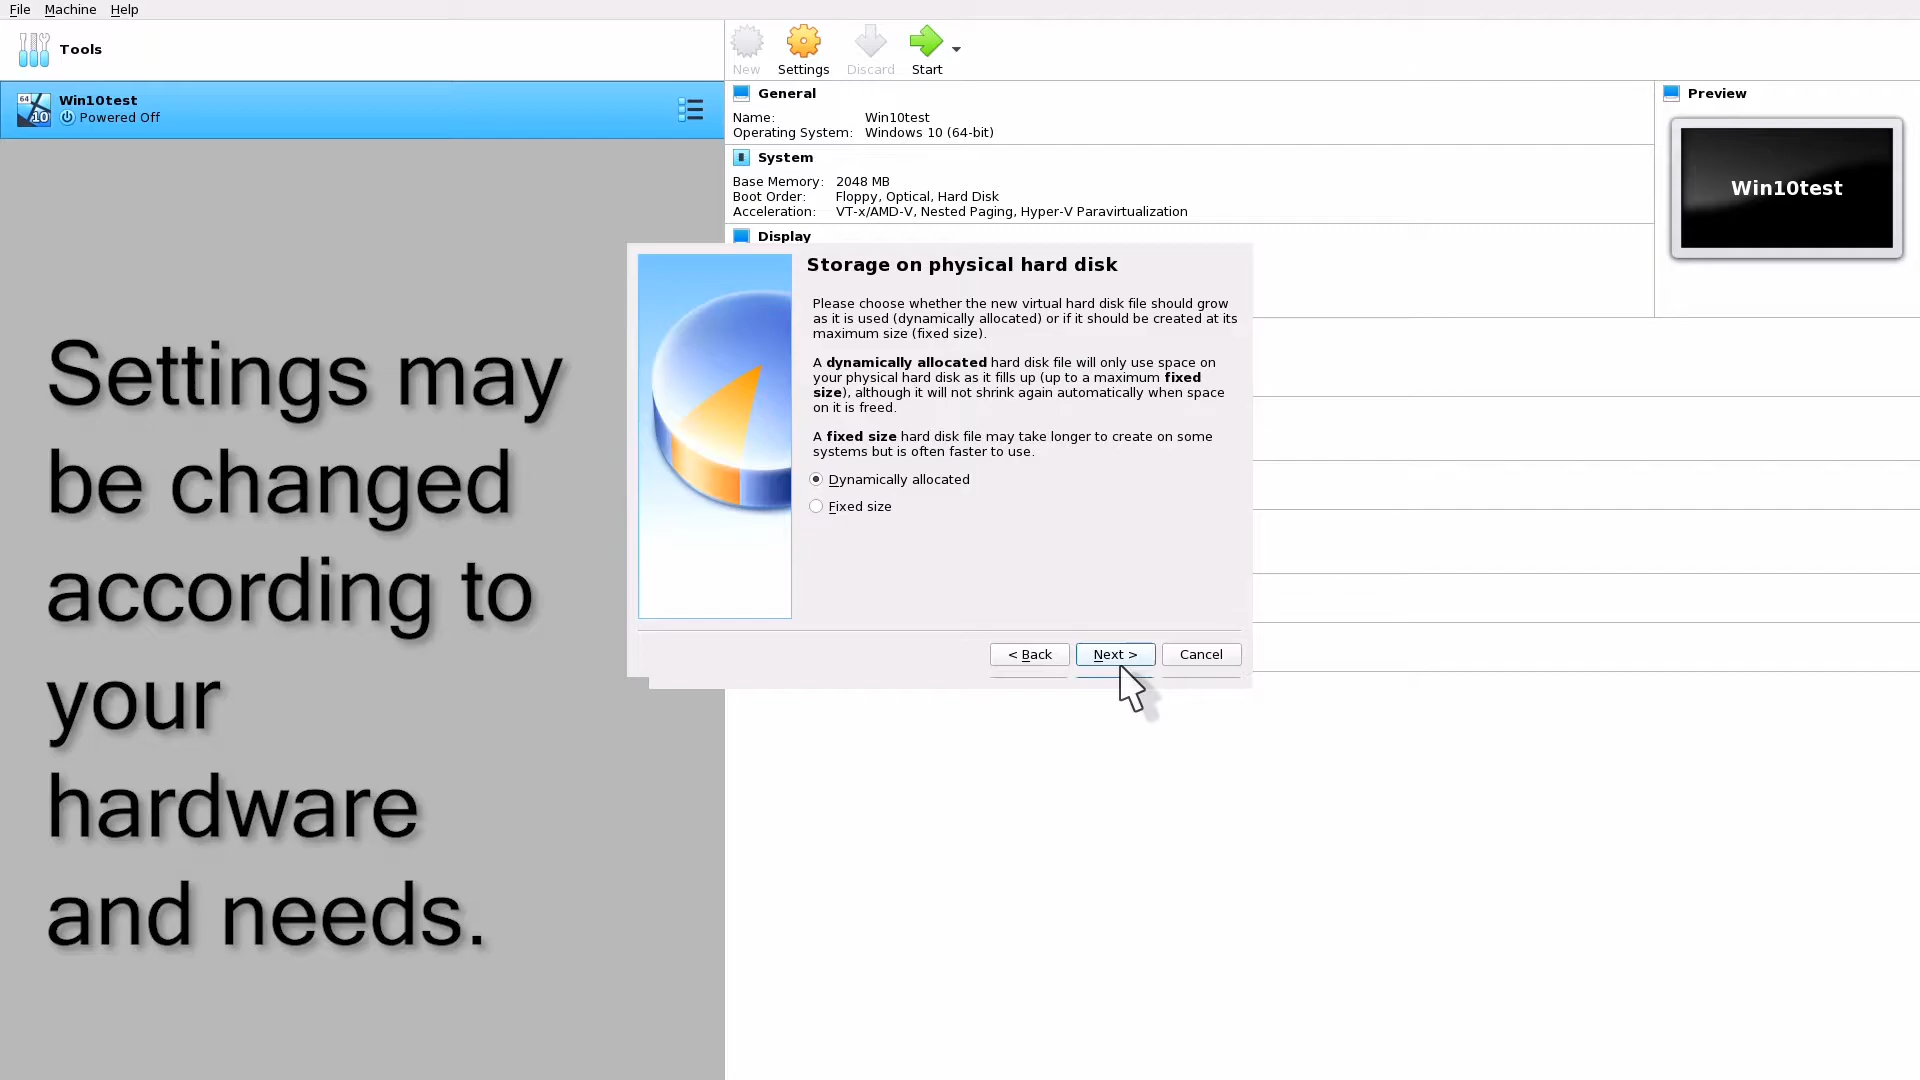 File Machine Help
Tools
New Settings Discard Start
64
10
Win10test
Powered Off
General
Name: Win10test
Operating System: Windows 10 (64-bit)
System
Base Memory: 2048 MB
Boot Order: Floppy, Optical, Hard Disk
Acceleration: VT-x/AMD-V, Nested Paging, Hyper-V Paravirtualization
Display
Preview
Win10test
Storage on physical hard disk
Please choose whether the new virtual hard disk file should grow
as it is used (dynamically allocated) or if it should be created at its
maximum size (fixed size).
A dynamically allocated hard disk file will only use space on
your physical hard disk as it fills up (up to a maximum fixed
size), although it will not shrink again automatically when space
on it is freed.
A fixed size hard disk file may take longer to create on some
systems but is often faster to use.
Dynamically allocated
Fixed size
< Back Next > Cancel
Settings may
be changed
according to
your
hardware
and needs.